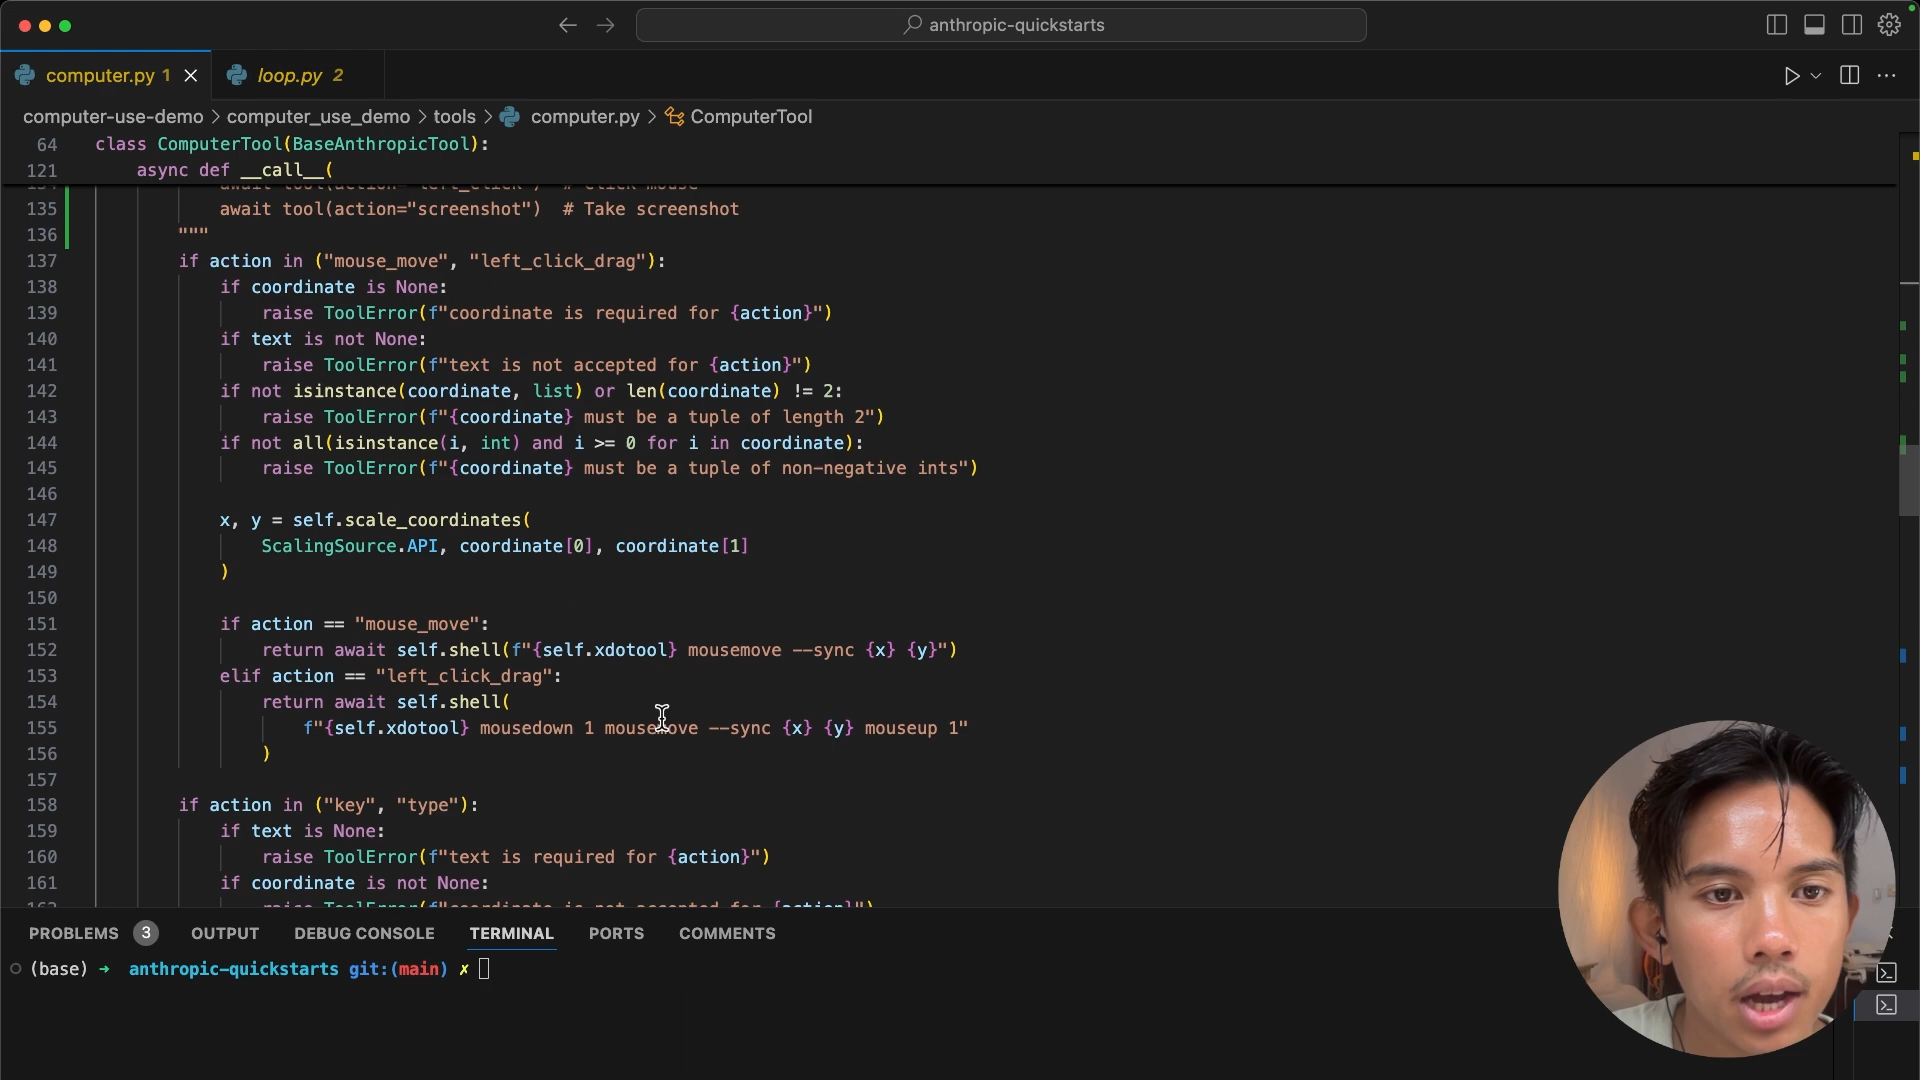 anthropic-quickstarts
computer.py 1
loop.py 2
computer-use-demo > computer_use_demo > tools > computer.py > ComputerTool
64 class ComputerTool(BaseAnthropicTool):
121 async def __call__(
135 await tool(action="screenshot")  # Take screenshot
136 """
137 if action in ("mouse_move", "left_click_drag"):
138 if coordinate is None:
139 raise ToolError(f"coordinate is required for {action}")
140 if text is not None:
141 raise ToolError(f"text is not accepted for {action}")
142 if not isinstance(coordinate, list) or len(coordinate) != 2:
143 raise ToolError(f"{coordinate} must be a tuple of length 2")
144 if not all(isinstance(i, int) and i >= 0 for i in coordinate):
145 raise ToolError(f"{coordinate} must be a tuple of non-negative ints")
146
147 x, y = self.scale_coordinates(
148 ScalingSource.API, coordinate[0], coordinate[1]
149 )
150
151 if action == "mouse_move":
152 return await self.shell(f"{self.xdotool} mousemove --sync {x} {y}")
153 elif action == "left_click_drag":
154 return await self.shell(
155 f"{self.xdotool} mousedown 1 mousemove --sync {x} {y} mouseup 1"
156 )
157
158 if action in ("key", "type"):
159 if text is None:
160 raise ToolError(f"text is required for {action}")
161 if coordinate is not None:
PROBLEMS 3 OUTPUT DEBUG CONSOLE TERMINAL PORTS COMMENTS
(base) → anthropic-quickstarts git:(main) ✗